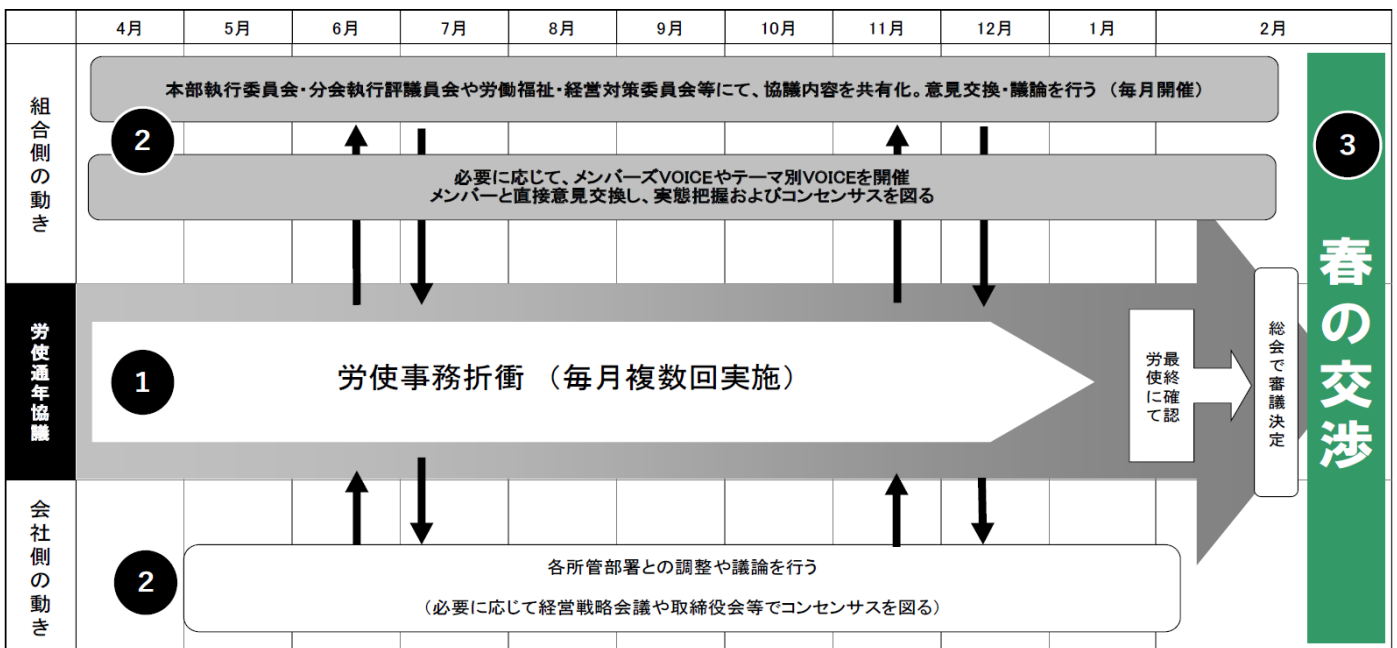 4月 5月 6月 7月 8月 9月 10月 11月 12月 1月 2月
組合側の動き
本部執行委員会・分会執行評議員会や労働福祉・経営対策委員会等にて、協議内容を共有化。意見交換・議論を行う（毎月開催）
2
必要に応じて、メンバーズVOICEやテーマ別VOICEを開催
メンバーと直接意見交換し、実態把握およびコンセンサスを図る
3
春の交渉
労使通年協議
1
労使事務折衝 （毎月複数回実施）
最終確認
労使にて
総会で審議決定
会社側の動き
2
各所管部署との調整や議論を行う
（必要に応じて経営戦略会議や取締役会等でコンセンサスを図る）